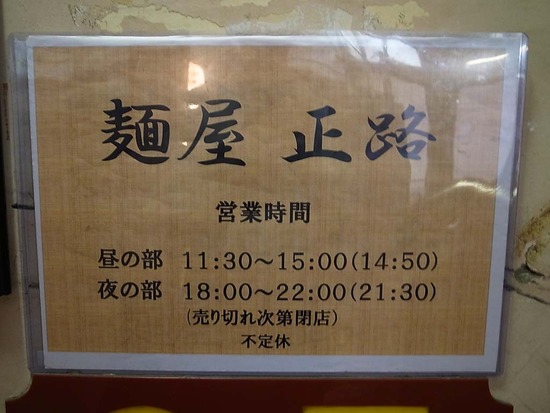 麺屋 正路
営業時間
昼の部 11:30～15:00(14:50)
夜の部 18:00～22:00(21:30)
(売り切れ次第閉店)
不定休